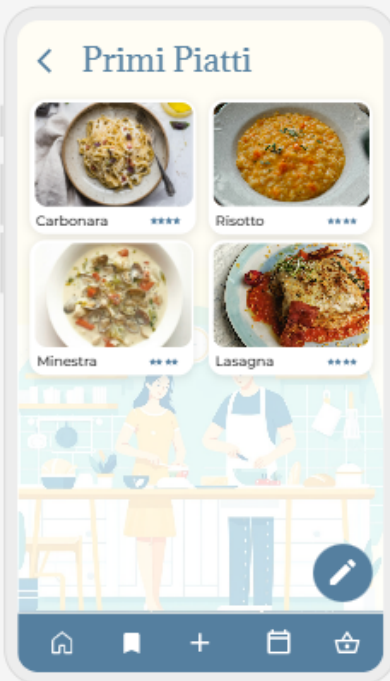 Primi Piatti
Carbonara ****
Risotto ****
Minestra ****
Lasagna ****